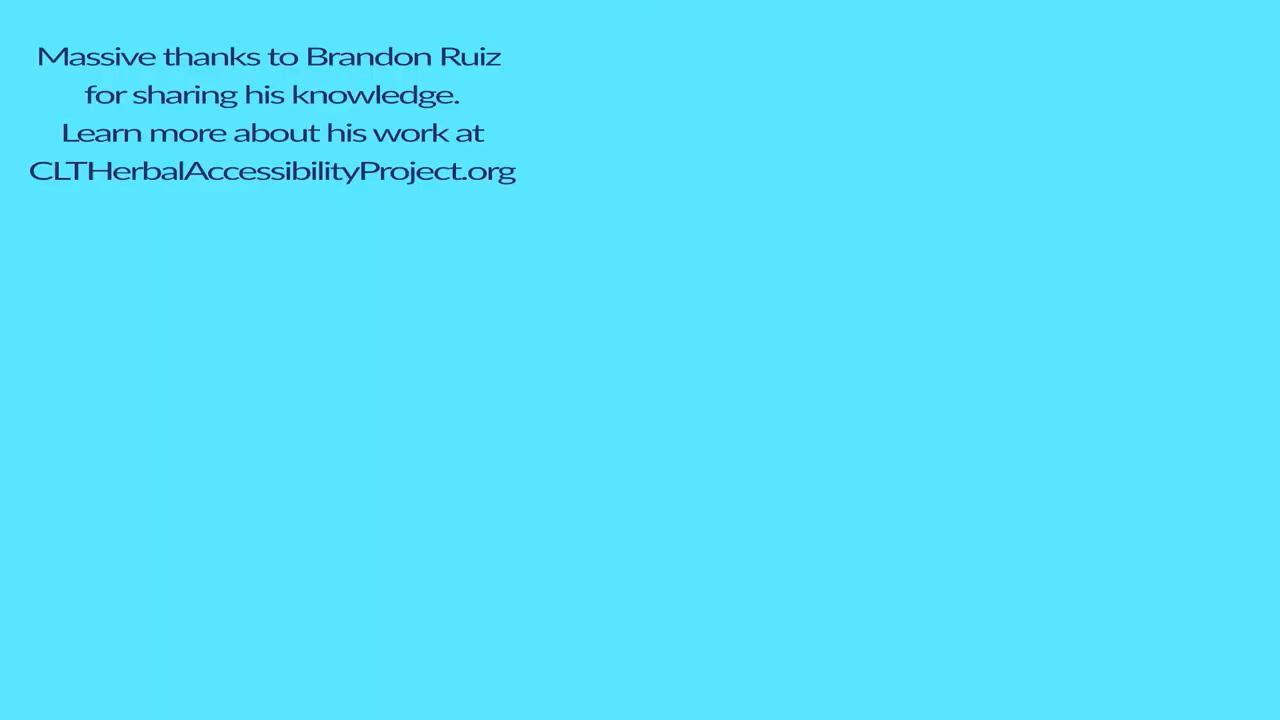 Massive thanks to Brandon Ruiz
for sharing his knowledge.
Learn more about his work at
CLTHerbalAccessibilityProject.org